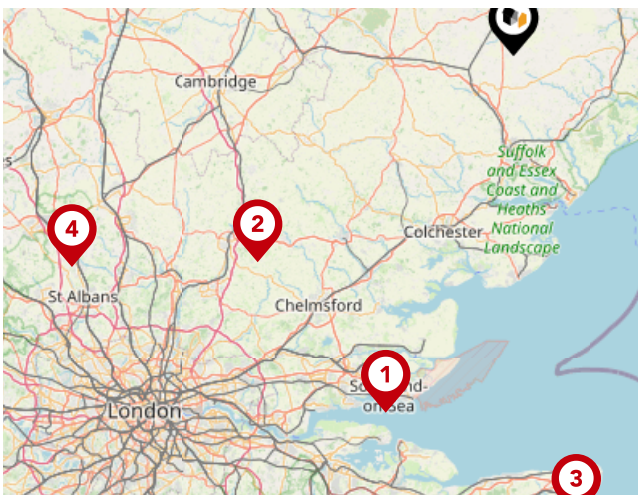 Cambridge
s
Suffolk
and Essex
Coast and
Heaths
National
Landscape
4
2
Colchester
St Albans
Chelmsford
1
on Sea
London
3